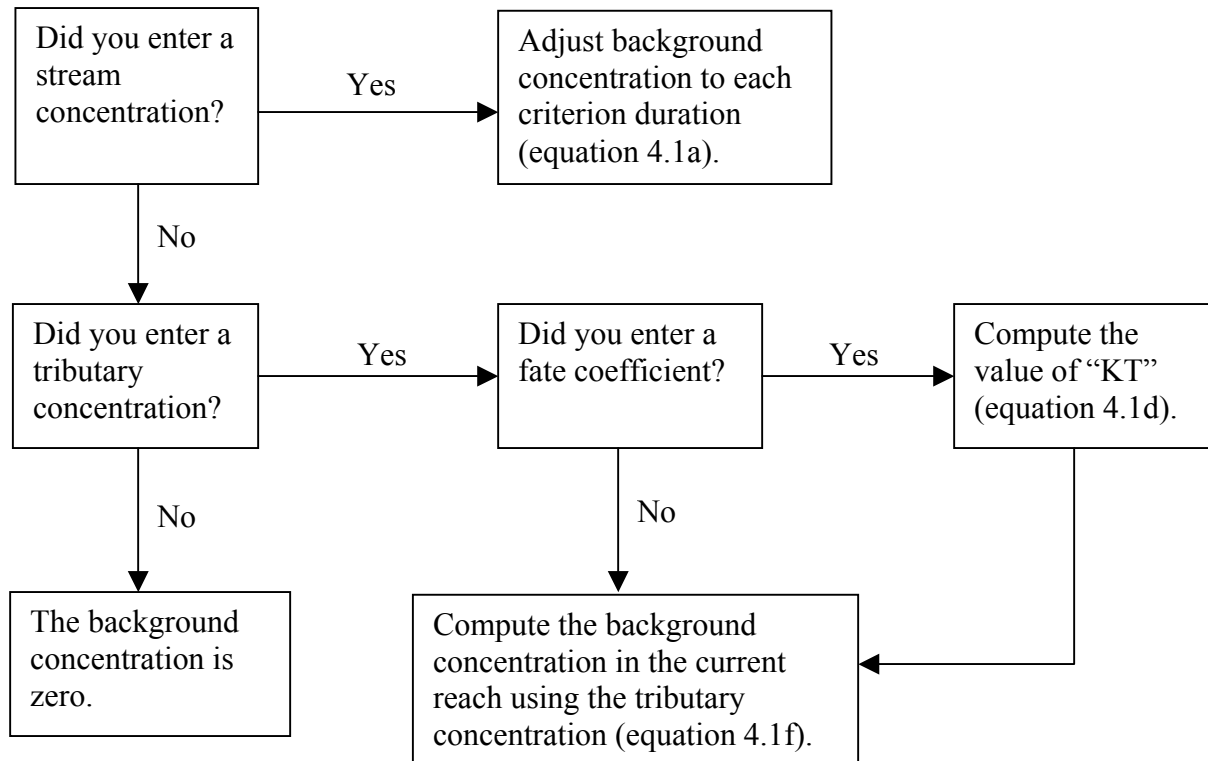 Did you enter a
stream
concentration?
Yes
Adjust background
concentration to each
criterion duration
(equation 4.1a).
No
Did you enter a
tributary
concentration?
Yes
Did you enter a
fate coefficient?
Yes
Compute the
value of “KT”
(equation 4.1d).
No
No
The background
concentration is
zero.
Compute the background
concentration in the current
reach using the tributary
concentration (equation 4.1f).